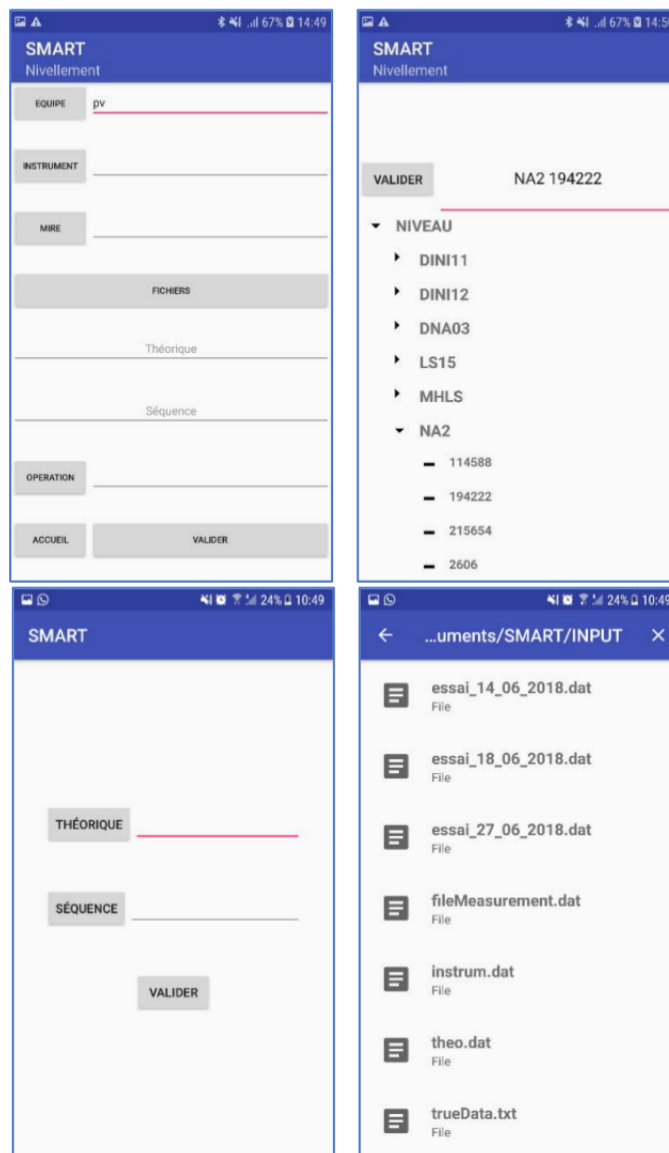 67% 14:49
SMART
Nivellement
EQUIPE pv
INSTRUMENT
MIRE
FICHIERS
Théorique
Séquence
OPERATION
ACCUEIL VALIDER
67% 14:50
SMART
Nivellement
VALIDER NA2 194222
NIVEAU
DINI11
DINI12
DNA03
LS15
MHLS
NA2
114588
194222
215654
2606
24% 10:49
SMART
THÉORIQUE
SÉQUENCE
VALIDER
24% 10:49
...uments/SMART/INPUT
essai_14_06_2018.dat
File
essai_18_06_2018.dat
File
essai_27_06_2018.dat
File
fileMeasurement.dat
File
instrum.dat
File
theo.dat
File
trueData.txt
File